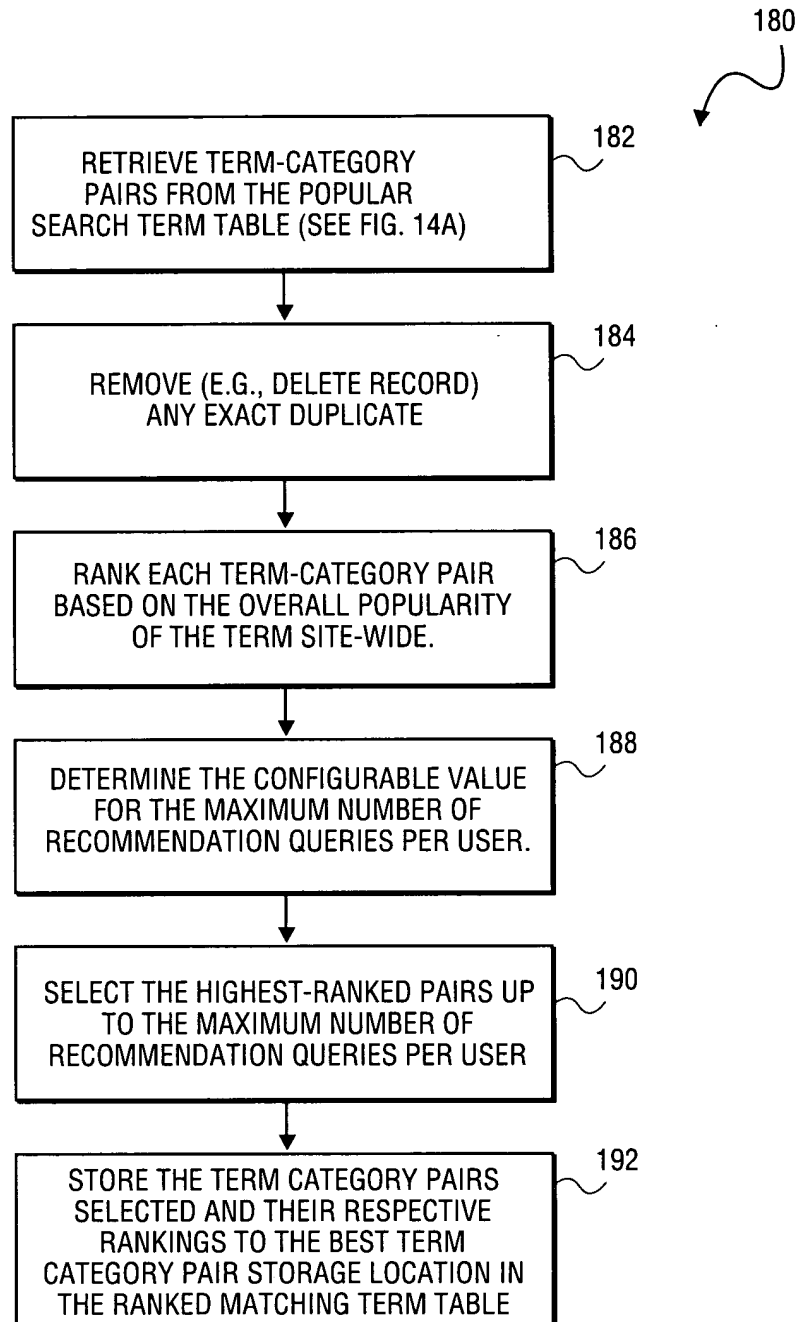 180
182
RETRIEVE TERM-CATEGORY
PAIRS FROM THE POPULAR
SEARCH TERM TABLE (SEE FIG. 14A)
184
REMOVE (E.G., DELETE RECORD)
ANY EXACT DUPLICATE
186
RANK EACH TERM-CATEGORY PAIR
BASED ON THE OVERALL POPULARITY
OF THE TERM SITE-WIDE.
188
DETERMINE THE CONFIGURABLE VALUE
FOR THE MAXIMUM NUMBER OF
RECOMMENDATION QUERIES PER USER.
190
SELECT THE HIGHEST-RANKED PAIRS UP
TO THE MAXIMUM NUMBER OF
RECOMMENDATION QUERIES PER USER
192
STORE THE TERM CATEGORY PAIRS
SELECTED AND THEIR RESPECTIVE
RANKINGS TO THE BEST TERM
CATEGORY PAIR STORAGE LOCATION IN
THE RANKED MATCHING TERM TABLE